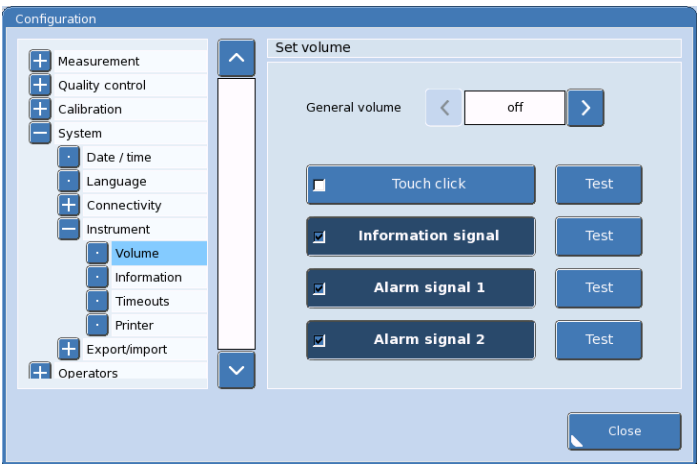 Configuration
Measurement
Quality control
Calibration
System
Date / time
Language
Connectivity
Instrument
Volume
Information
Timeouts
Printer
Export/import
Operators
Set volume
General volume
off
Touch click
Test
Information signal
Test
Alarm signal 1
Test
Alarm signal 2
Test
Close